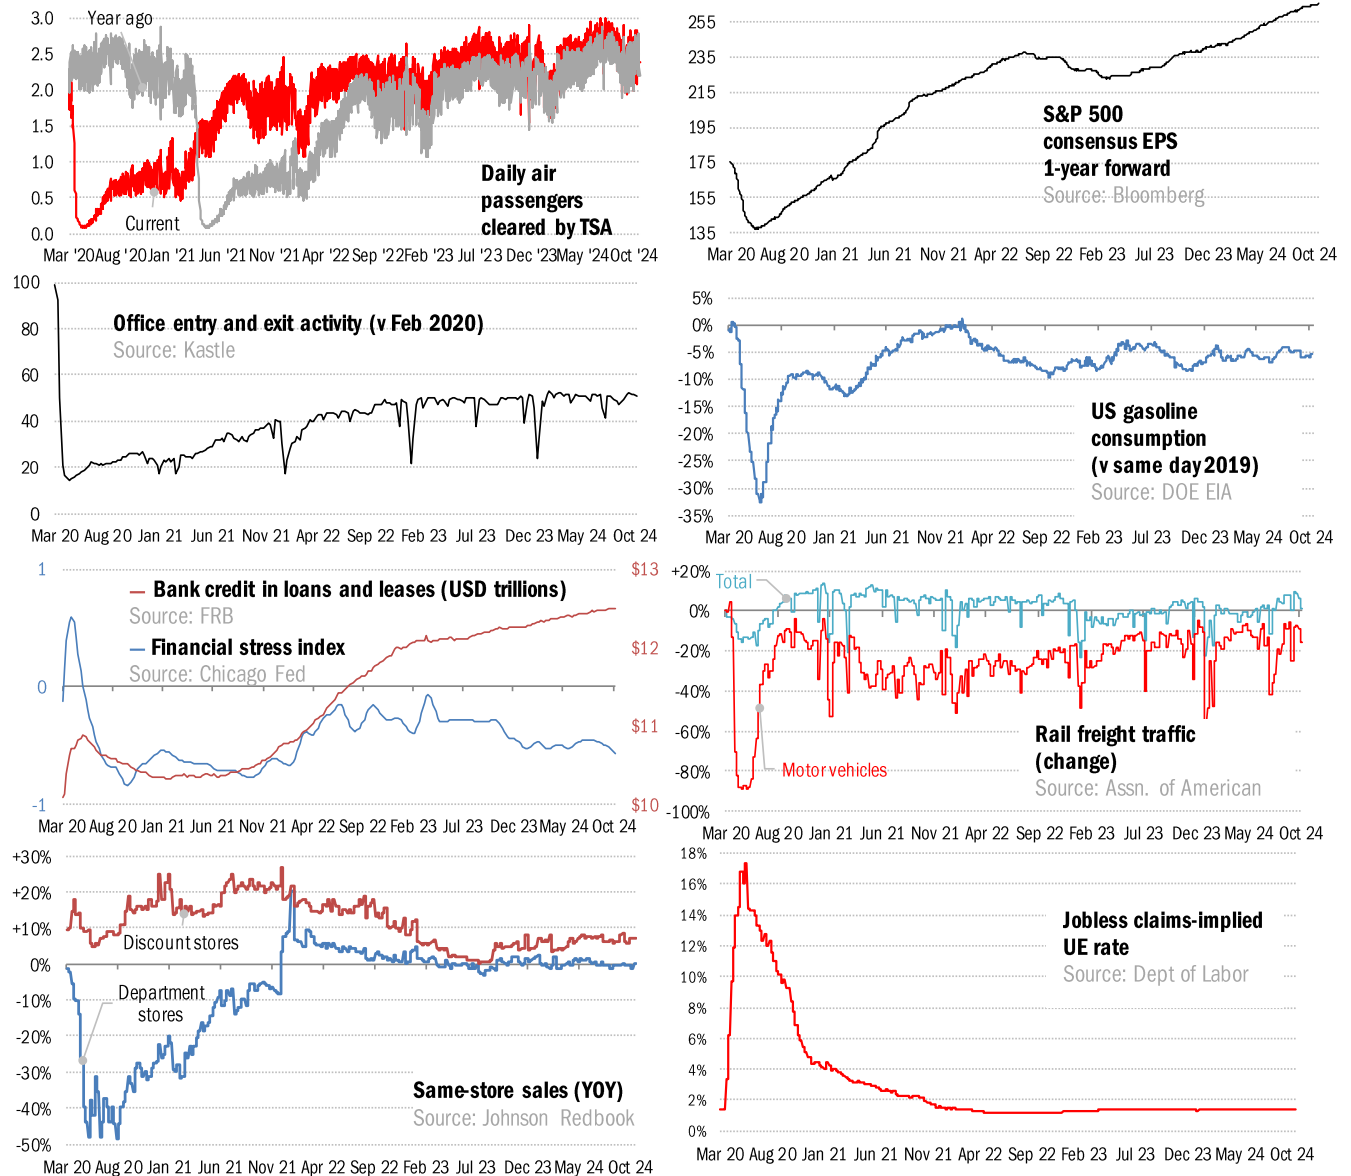 3.0
2.5
2.0
1.5
1.0
0.5
0.0
Year ago
Current
Daily air
passengers
cleared by TSA
Mar '20 Aug '20 Jan '21 Jun '21 Nov '21 Apr '22 Sep '22 Feb '23 Jul '23 Dec '23 May '24 Oct '24
255
235
215
195
175
155
135
S&P 500
consensus EPS
1-year forward
Source: Bloomberg
Mar 20 Aug 20 Jan 21 Jun 21 Nov 21 Apr 22 Sep 22 Feb 23 Jul 23 Dec 23 May 24 Oct 24
100
80
60
40
20
0
Office entry and exit activity (v Feb 2020)
Source: Kastle
Mar 20 Aug 20 Jan 21 Jun 21 Nov 21 Apr 22 Sep 22 Feb 23 Jul 23 Dec 23 May 24 Oct 24
5%
0%
-5%
-10%
-15%
-20%
-25%
-30%
-35%
US gasoline
consumption
(v same day 2019)
Source: DOE EIA
Mar 20 Aug 20 Jan 21 Jun 21 Nov 21 Apr 22 Sep 22 Feb 23 Jul 23 Dec 23 May 24 Oct 24
1
0
-1
Bank credit in loans and leases (USD trillions)
Source: FRB
Financial stress index
Source: Chicago Fed
$13
$12
$11
$10
Mar 20 Aug 20 Jan 21 Jun 21 Nov 21 Apr 22 Sep 22 Feb 23 Jul 23 Dec 23 May 24 Oct 24
+20%
0%
-20%
-40%
-60%
-80%
-100%
Total
Motor vehicles
Rail freight traffic
(change)
Source: Assn. of American
Mar 20 Aug 20 Jan 21 Jun 21 Nov 21 Apr 22 Sep 22 Feb 23 Jul 23 Dec 23 May 24 Oct 24
+30%
+20%
+10%
0%
-10%
-20%
-30%
-40%
-50%
Discount stores
Department
stores
Same-store sales (YOY)
Source: Johnson Redbook
Mar 20 Aug 20 Jan 21 Jun 21 Nov 21 Apr 22 Sep 22 Feb 23 Jul 23 Dec 23 May 24 Oct 24
18%
16%
14%
12%
10%
8%
6%
4%
2%
0%
Jobless claims-implied
UE rate
Source: Dept of Labor
Mar 20 Aug 20 Jan 21 Jun 21 Nov 21 Apr 22 Sep 22 Feb 23 Jul 23 Dec 23 May 24 Oct 24